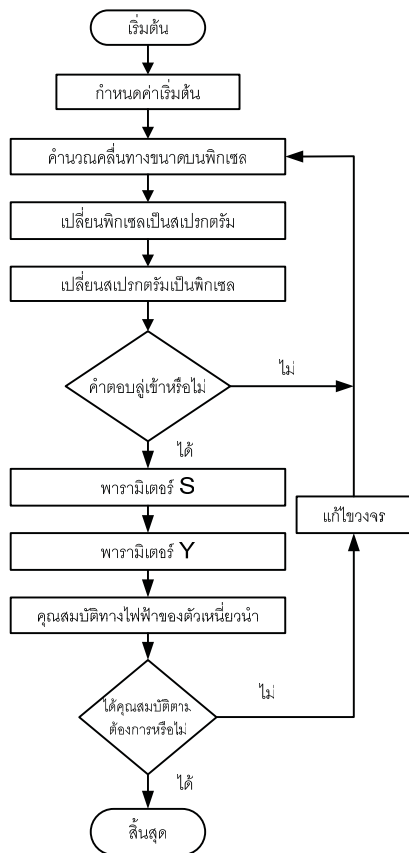 เริ่มต้น
กำหนดค่าเริ่มต้น
คำนวณคลื่นทางขนาดบนพิกเซล
เปลี่ยนพิกเซลเป็นสเปรกตรัม
เปลี่ยนสเปรกตรัมเป็นพิกเซล
คำตอบลู่เข้าหรือไม่
ไม่
ได้
พารามิเตอร์ S
แก้ไขวงจร
พารามิเตอร์ Y
คุณสมบัติทางไฟฟ้าของตัวเหนี่ยวนำ
ได้คุณสมบัติตาม
ต้องการหรือไม่
ไม่
ได้
สิ้นสุด